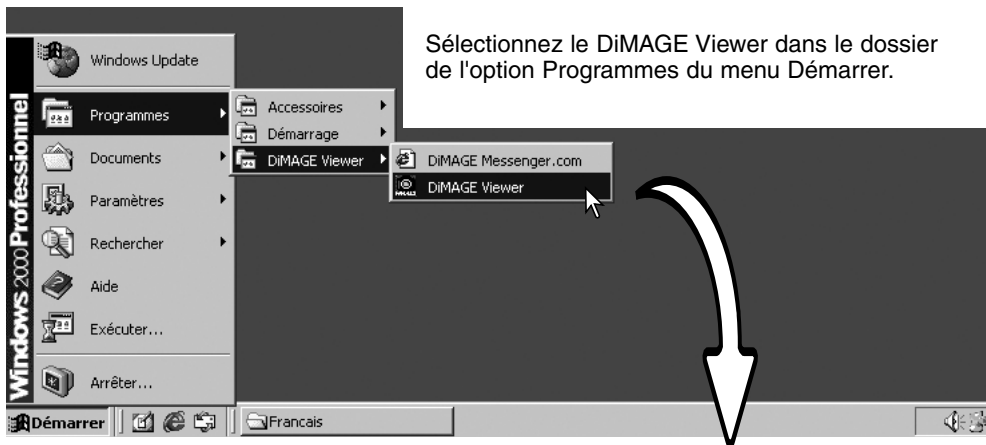 Sélectionnez le DiMAGE Viewer dans le dossier
de l'option Programmes du menu Démarrer.
Windows 2000 Professionnel
Windows Update
Programmes
Documents
Paramètres
Rechercher
Aide
Exécuter...
Arrêter...
Accessoires
Démarrage
DiMAGE Viewer
DiMAGE Messenger.com
DiMAGE Viewer
Démarrer
Francais